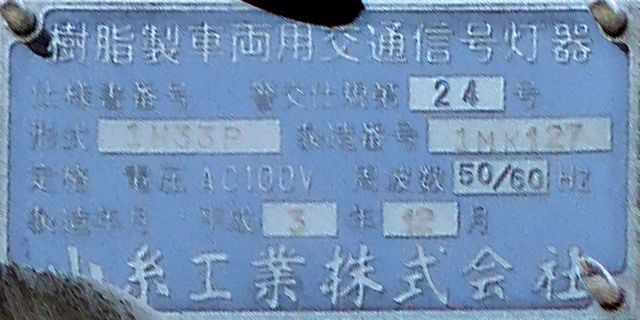 樹脂製車両用交通信号灯器
仕様書番号 警交仕規第 24 号
形式 1H33P 製造番号 1NK127
定格 電圧 AC100V 周波数 50/60 Hz
製造年月 平成 3 年 12 月
山糸工業株式会社